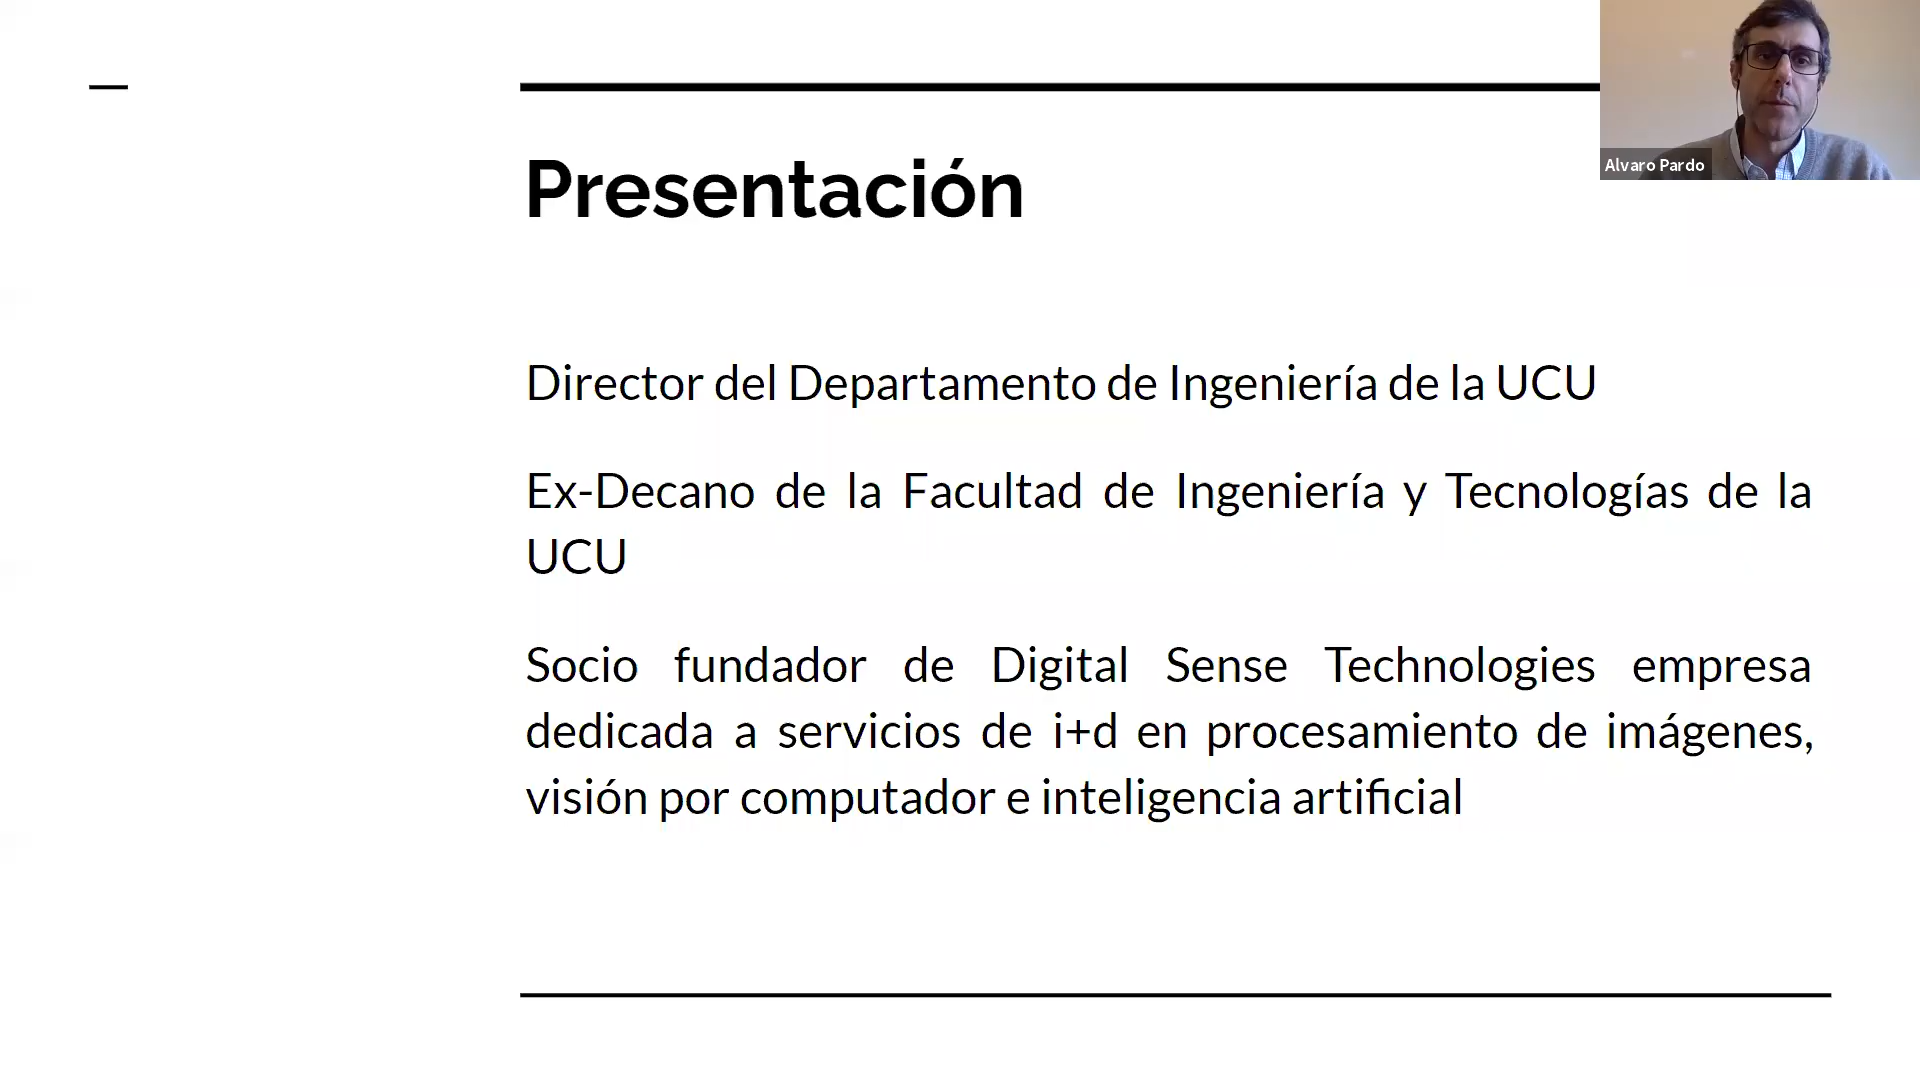 Alvaro Pardo
Presentación
Director del Departamento de Ingeniería de la UCU
Ex-Decano de la Facultad de Ingeniería y Tecnologías de la
UCU
Socio fundador de Digital Sense Technologies empresa
dedicada a servicios de i+d en procesamiento de imágenes,
visión por computador e inteligencia artificial